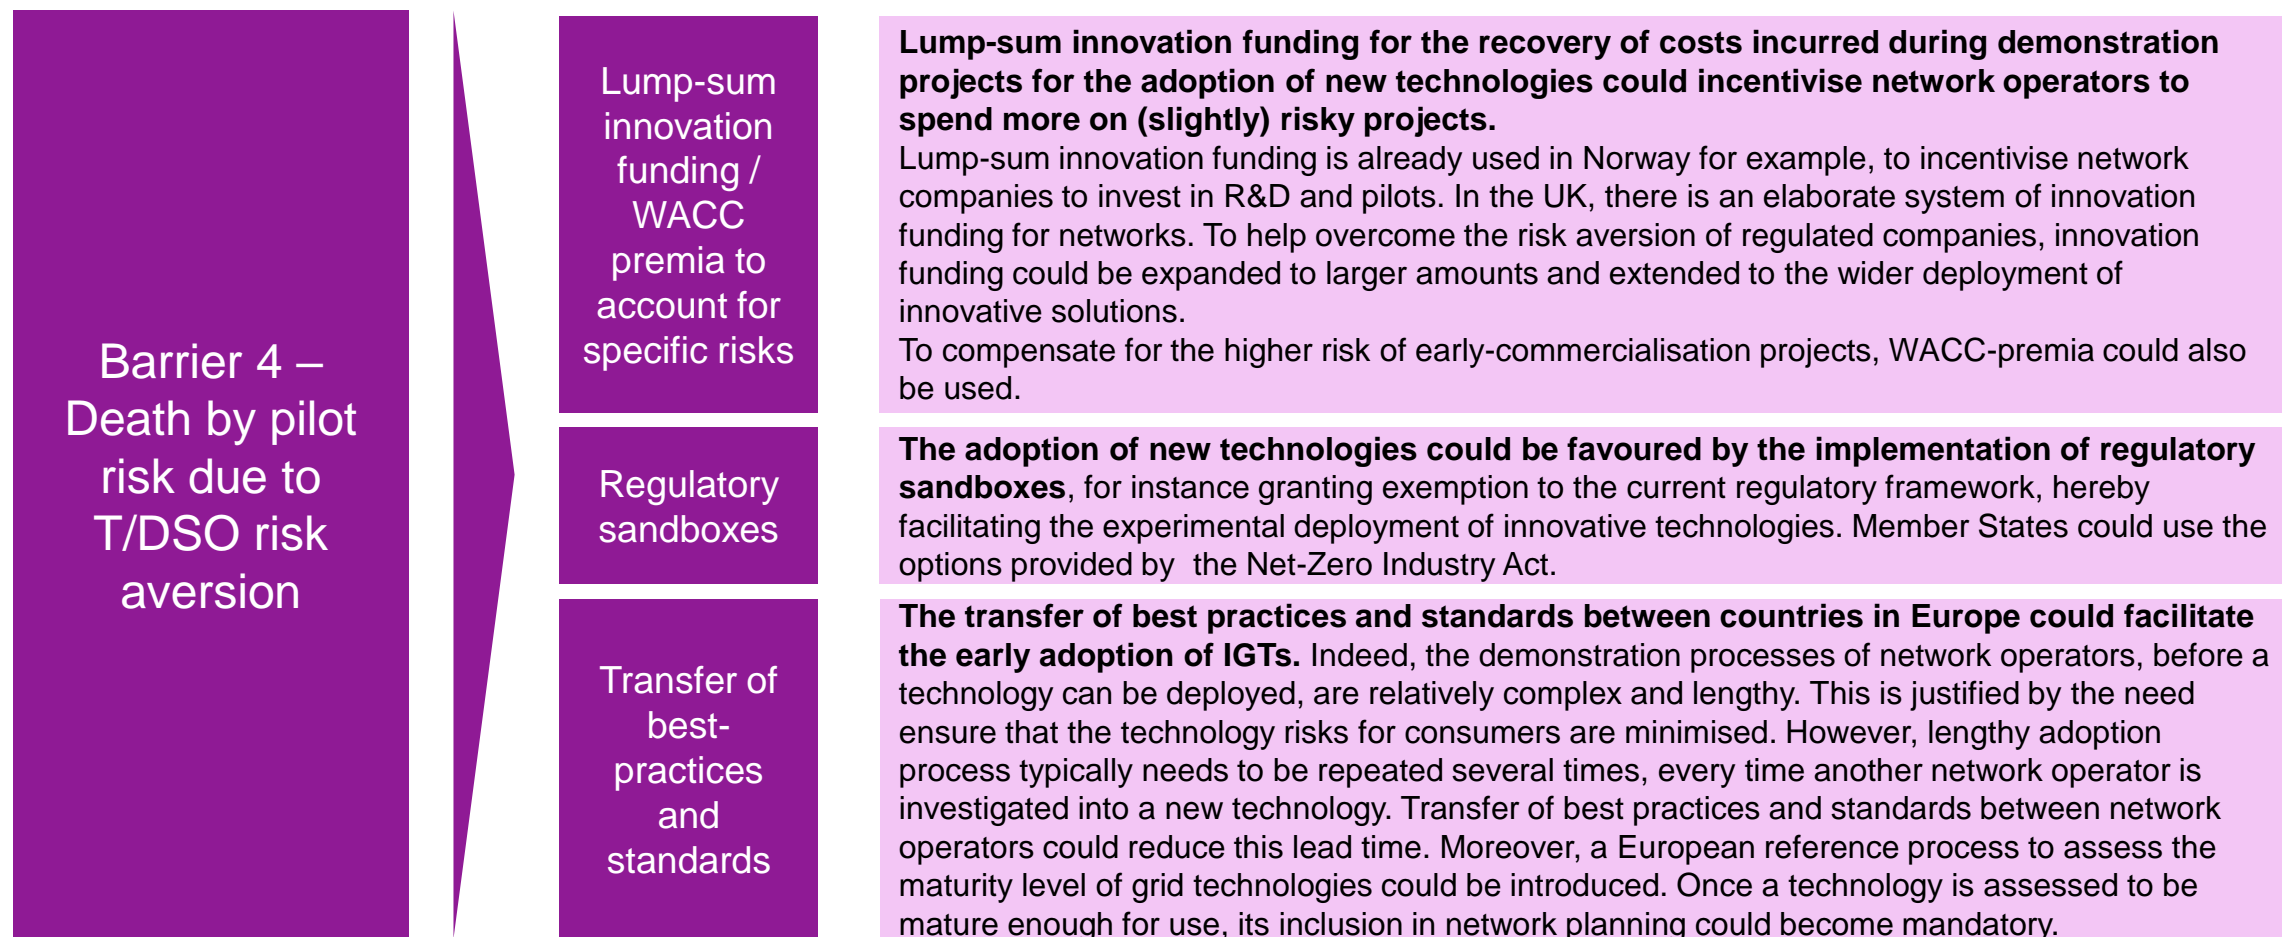 Barrier 4 –
Death by pilot
risk due to
T/DSO risk
aversion
Lump-sum
innovation
funding /
WACC
premia to
account for
specific risks
Lump-sum innovation funding for the recovery of costs incurred during demonstration
projects for the adoption of new technologies could incentivise network operators to
spend more on (slightly) risky projects.
Lump-sum innovation funding is already used in Norway for example, to incentivise network
companies to invest in R&D and pilots. In the UK, there is an elaborate system of innovation
funding for networks. To help overcome the risk aversion of regulated companies, innovation
funding could be expanded to larger amounts and extended to the wider deployment of
innovative solutions.
To compensate for the higher risk of early-commercialisation projects, WACC-premia could also
be used.
Regulatory
sandboxes
The adoption of new technologies could be favoured by the implementation of regulatory
sandboxes, for instance granting exemption to the current regulatory framework, hereby
facilitating the experimental deployment of innovative technologies. Member States could use the
options provided by  the Net-Zero Industry Act.
Transfer of
best-
practices
and
standards
The transfer of best practices and standards between countries in Europe could facilitate
the early adoption of IGTs. Indeed, the demonstration processes of network operators, before a
technology can be deployed, are relatively complex and lengthy. This is justified by the need
ensure that the technology risks for consumers are minimised. However, lengthy adoption
process typically needs to be repeated several times, every time another network operator is
investigated into a new technology. Transfer of best practices and standards between network
operators could reduce this lead time. Moreover, a European reference process to assess the
maturity level of grid technologies could be introduced. Once a technology is assessed to be
mature enough for use, its inclusion in network planning could become mandatory.